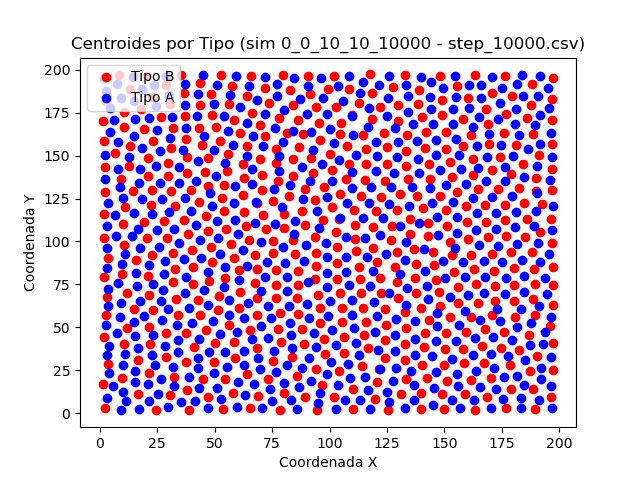 Centroides por Tipo (sim 0_0_10_10_10000 - step_10000.csv)
Tipo B
Tipo A
200
175
150
125
100
75
50
25
0
Coordenada Y
0 25 50 75 100 125 150 175 200
Coordenada X